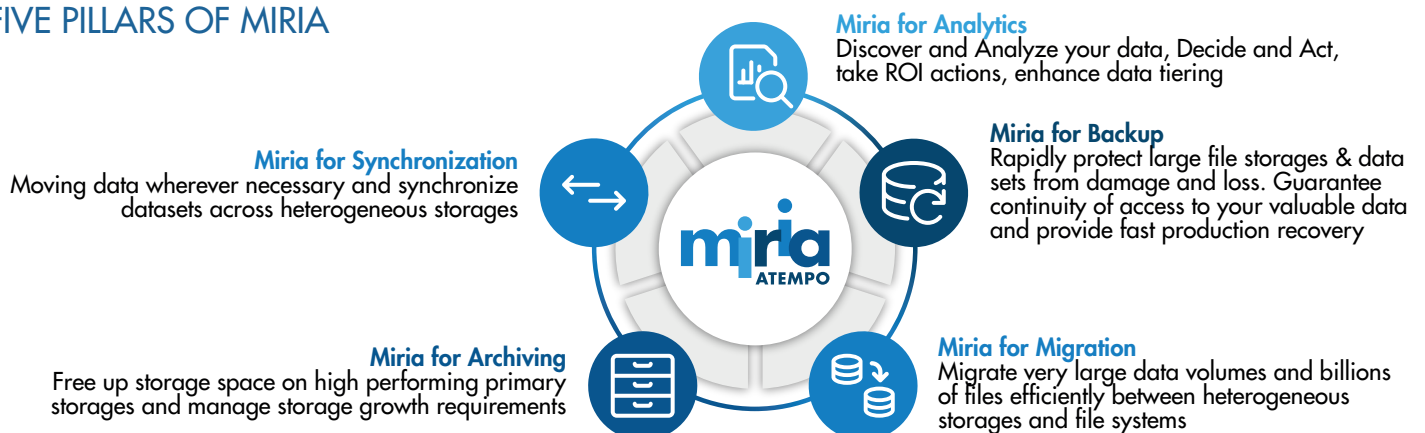 FIVE PILLARS OF MIRIA
Miria for Analytics
Discover and Analyze your data, Decide and Act,
take ROI actions, enhance data tiering
Miria for Backup
Rapidly protect large file storages & data
sets from damage and loss. Guarantee
continuity of access to your valuable data
and provide fast production recovery
Miria for Synchronization
Moving data wherever necessary and synchronize
datasets across heterogeneous storages
miria
ATEMPO
Miria for Archiving
Free up storage space on high performing primary
storages and manage storage growth requirements
Miria for Migration
Migrate very large data volumes and billions
of files efficiently between heterogeneous
storages and file systems